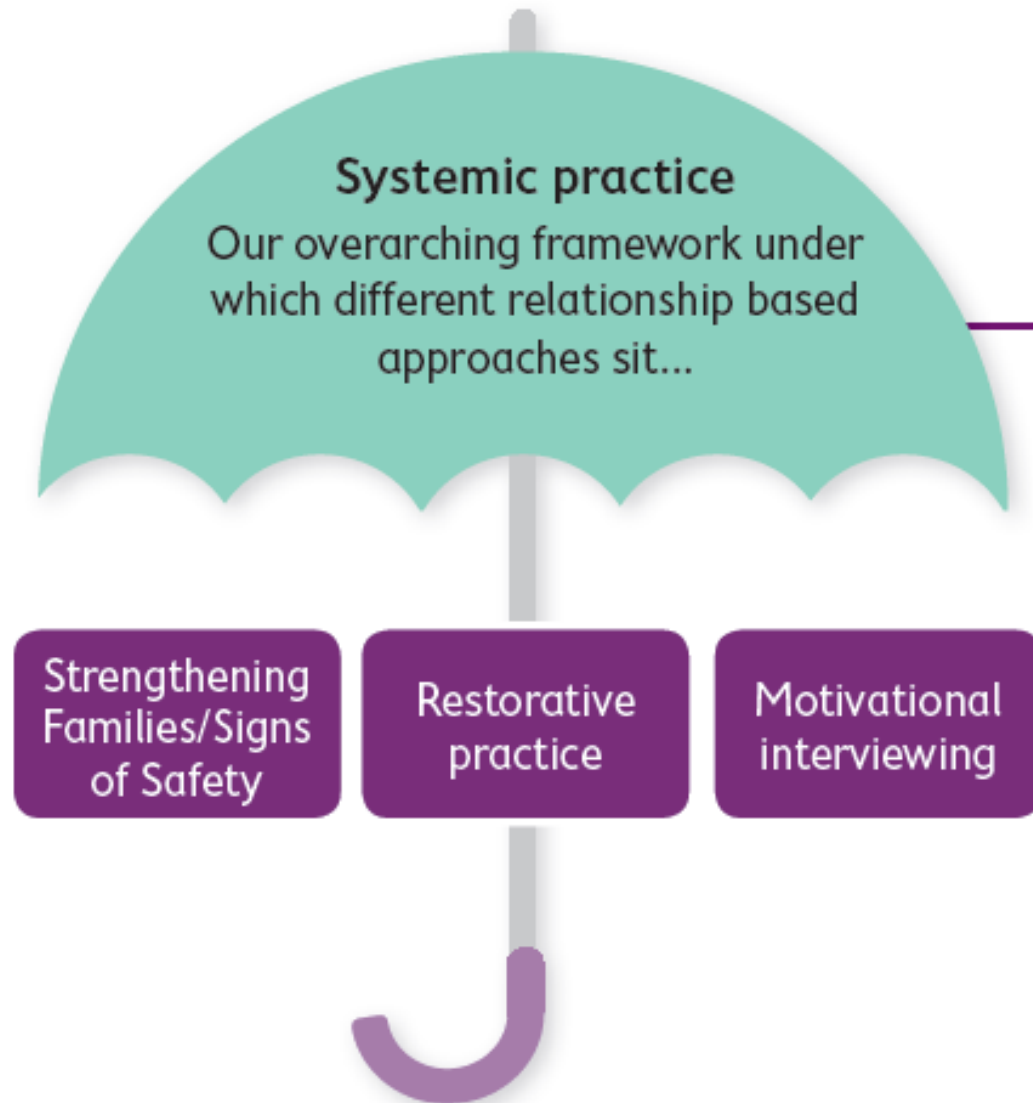 Systemic practice
Our overarching framework under
which different relationship based
approaches sit...
Strengthening
Families/Signs
of Safety
Restorative
practice
Motivational
interviewing